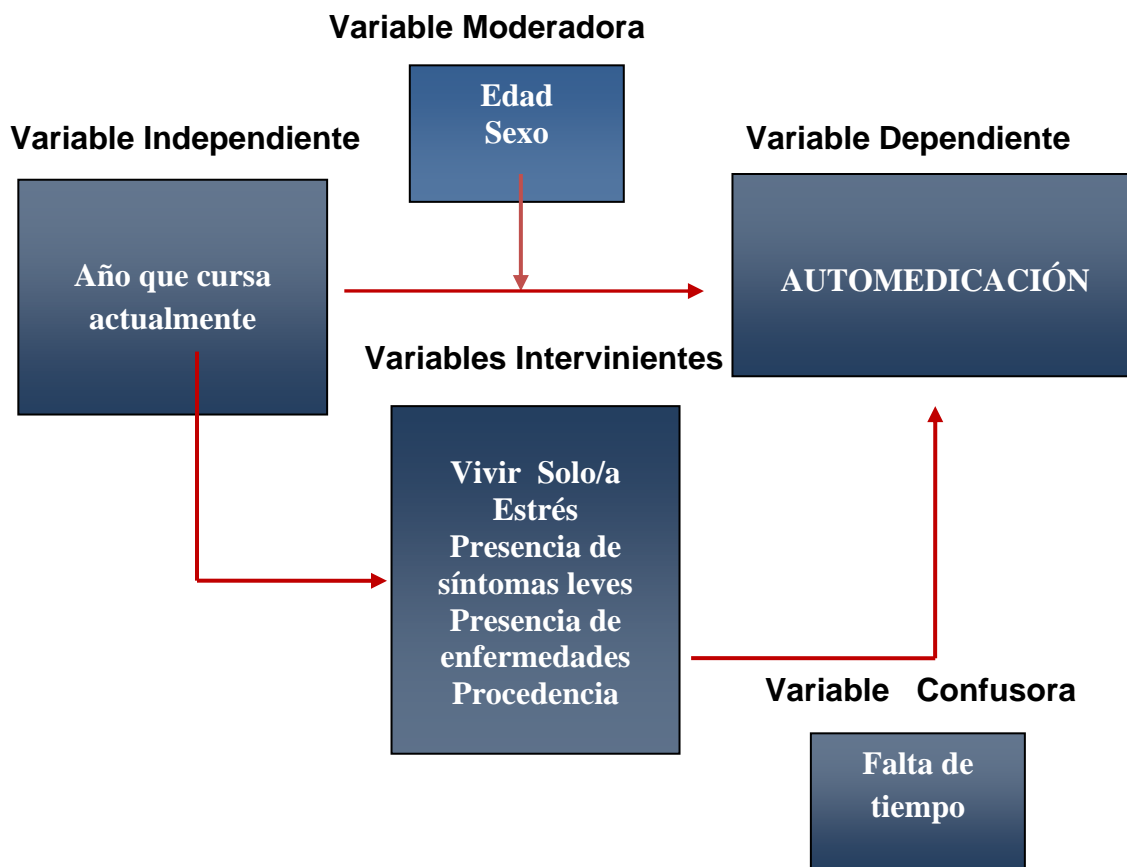 Variable Moderadora
Edad
Sexo
Variable Independiente
Variable Dependiente
Año que cursa
actualmente
AUTOMEDICACIÓN
Variables Intervinientes
Vivir Solo/a
Estrés
Presencia de
síntomas leves
Presencia de
enfermedades
Procedencia
Variable Confusora
Falta de
tiempo